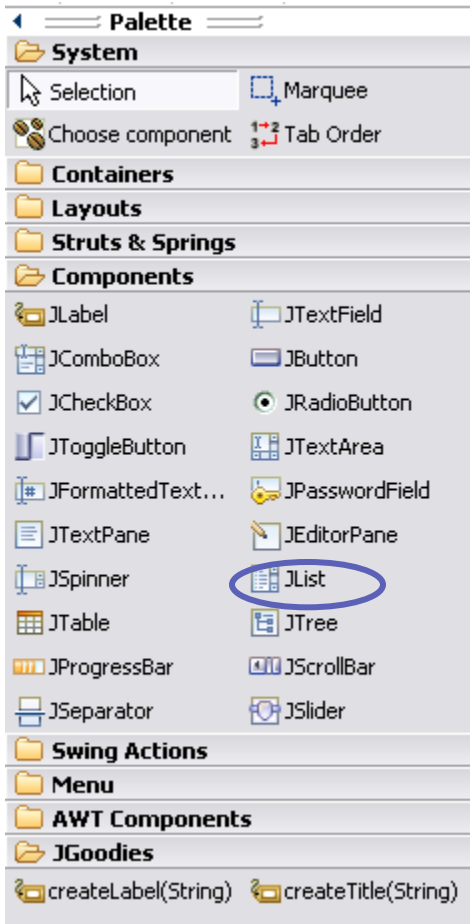 Palette
System
Selection Marquee
Choose component Tab Order
Containers
Layouts
Struts & Springs
Components
JLabel JTextField
JComboBox JButton
JCheckBox JRadioButton
JToggleButton JTextArea
JFormattedText... JPasswordField
JTextPane JEditorPane
JSpinner JList
JTable JTree
JProgressBar JScrollBar
JSeparator JSlider
Swing Actions
Menu
AWT Components
JGoodies
createLabel(String) createTitle(String)